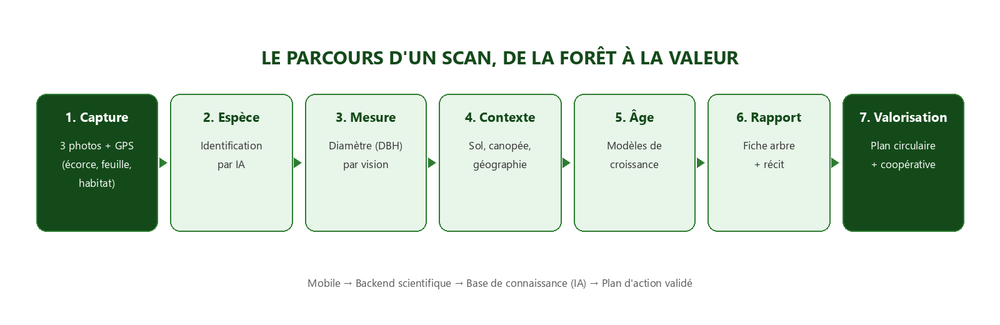 LE PARCOURS D'UN SCAN, DE LA FORÊT À LA VALEUR
1. Capture
3 photos + GPS
(écorce, feuille,
habitat)
2. Espèce
Identification
par IA
3. Mesure
Diamètre (DBH)
par vision
4. Contexte
Sol, canopée,
géographie
5. Âge
Modèles de
croissance
6. Rapport
Fiche arbre
+ récit
7. Valorisation
Plan circulaire
+ coopérative
Mobile → Backend scientifique → Base de connaissance (IA) → Plan d'action validé